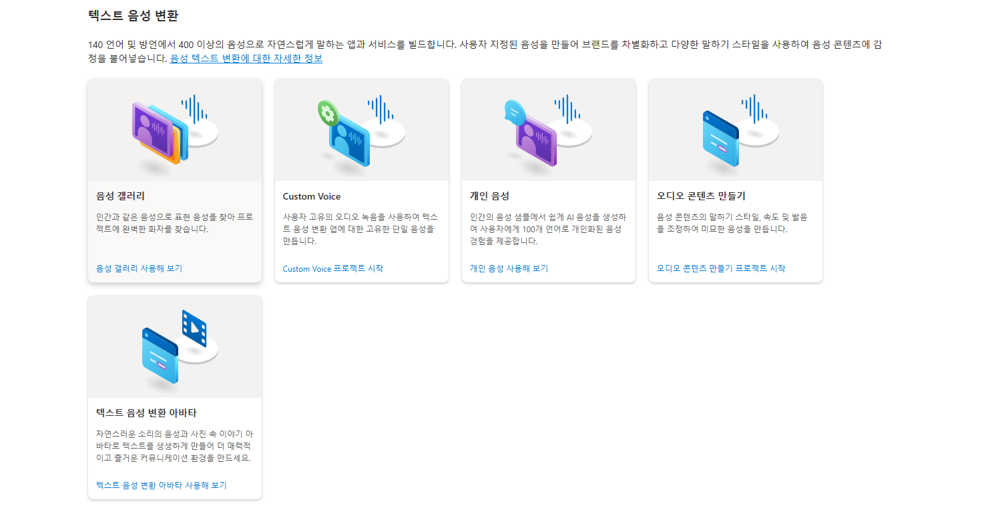 텍스트 음성 변환
140 언어 및 방언에서 400 이상의 음성으로 자연스럽게 말하는 앱과 서비스를 빌드합니다. 사용자 지정된 음성을 만들어 브랜드를 차별화하고 다양한 말하기 스타일을 사용하여 음성 콘텐츠에 감
정을 불어넣습니다. 음성 텍스트 변환에 대한 자세한 정보
음성 갤러리
인간과 같은 음성으로 표현 음성을 찾아 프로
젝트에 완벽한 화자를 찾습니다.
음성 갤러리 사용해 보기
Custom Voice
사용자 고유의 오디오 녹음을 사용하여 텍스
트 음성 변환 앱에 대한 고유한 단일 음성을
만듭니다.
Custom Voice 프로젝트 시작
개인 음성
인간의 음성 샘플에서 쉽게 AI 음성을 생성하
여 사용자에게 100개 언어로 개인화된 음성
경험을 제공합니다.
개인 음성 사용해 보기
오디오 콘텐츠 만들기
음성 콘텐츠의 말하기 스타일, 속도 및 발음
을 조정하여 미묘한 음성을 만듭니다.
오디오 콘텐츠 만들기 프로젝트 시작
텍스트 음성 변환 아바타
자연스러운 소리의 음성과 사진 속 이야기 아
바타로 텍스트를 생생하게 만들어 더 매력적
이고 즐거운 커뮤니케이션 환경을 만드세요.
텍스트 음성 변환 아바타 사용해 보기